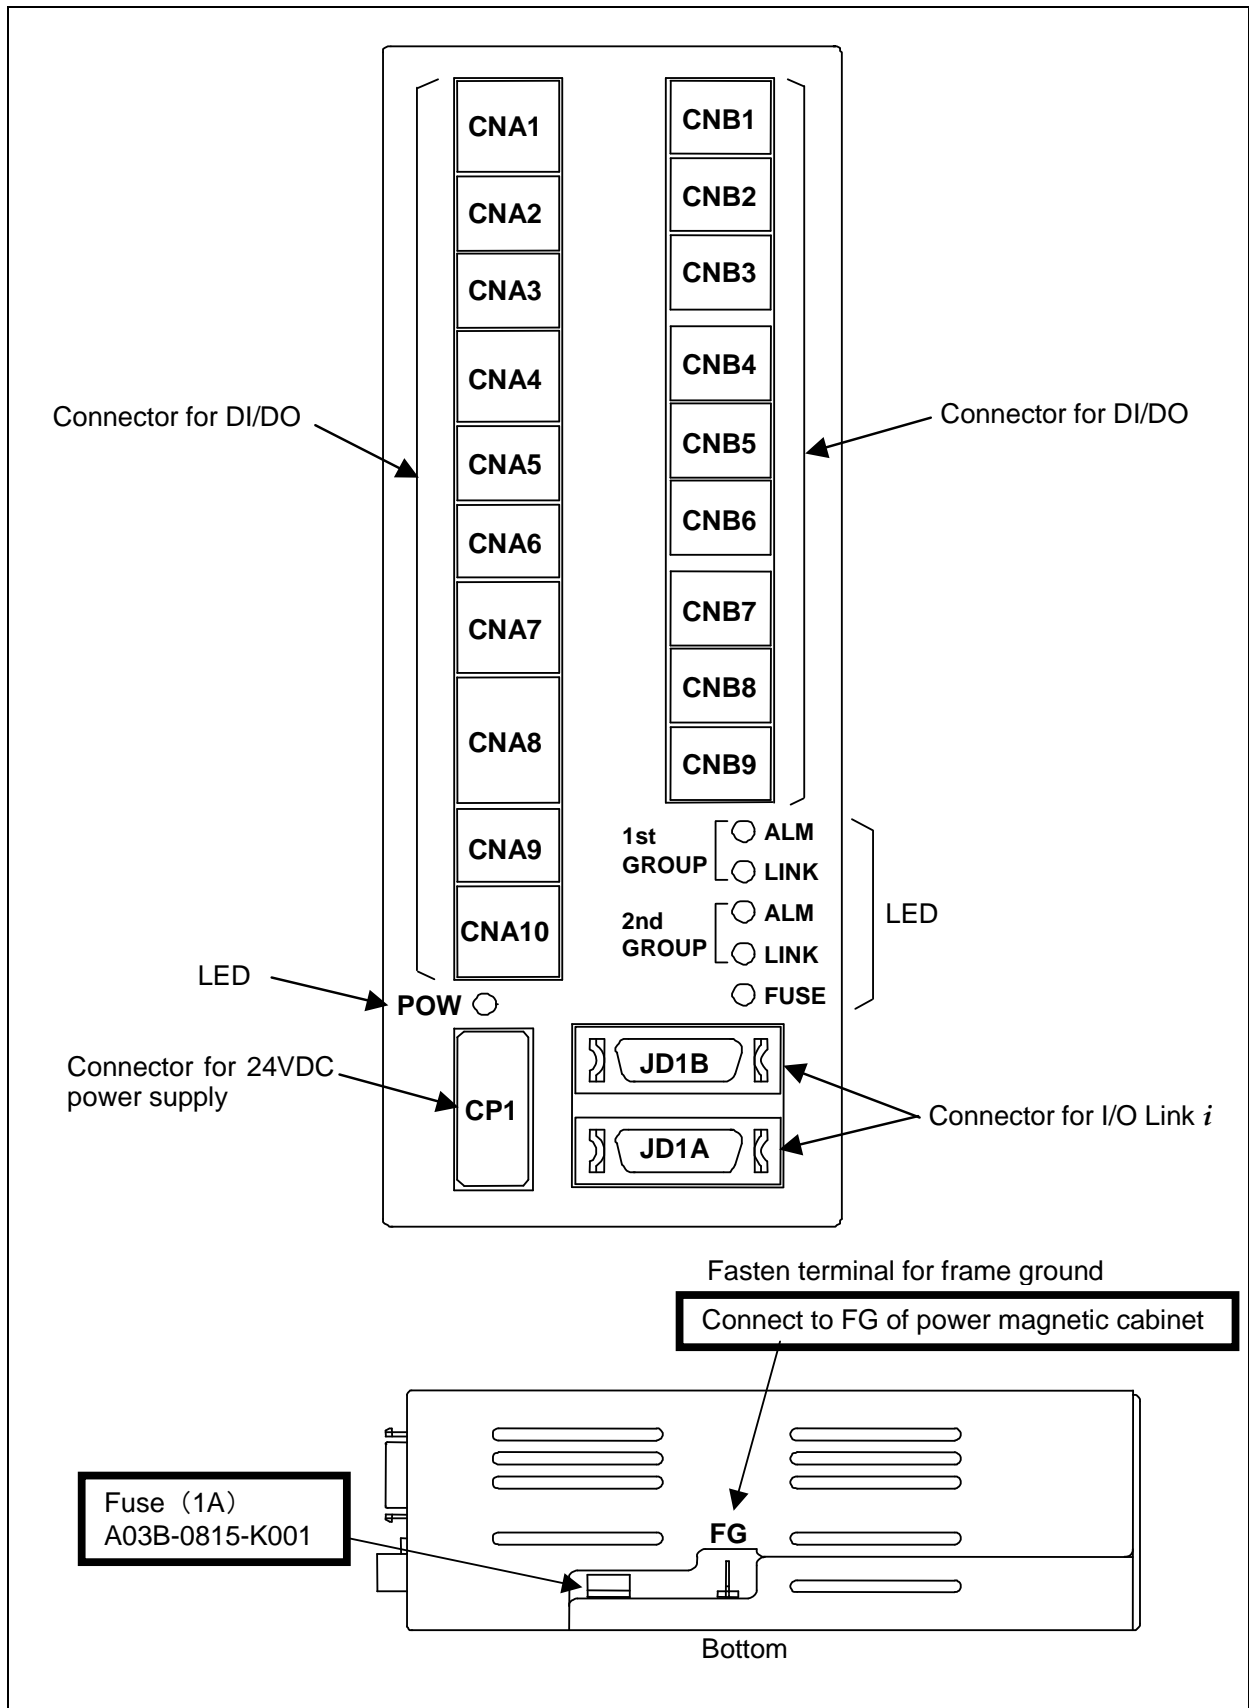 CNA1
CNA2
CNA3
CNA4
CNA5
CNA6
CNA7
CNA8
CNA9
CNA10
CNB1
CNB2
CNB3
CNB4
CNB5
CNB6
CNB7
CNB8
CNB9
Connector for DI/DO
Connector for DI/DO
1st
GROUP
ALM
LINK
2nd
GROUP
ALM
LINK
FUSE
LED
LED
POW
Connector for 24VDC
power supply
CP1
JD1B
JD1A
Connector for I/O Link i
Fasten terminal for frame ground
Connect to FG of power magnetic cabinet
Fuse（1A）
A03B-0815-K001
FG
Bottom